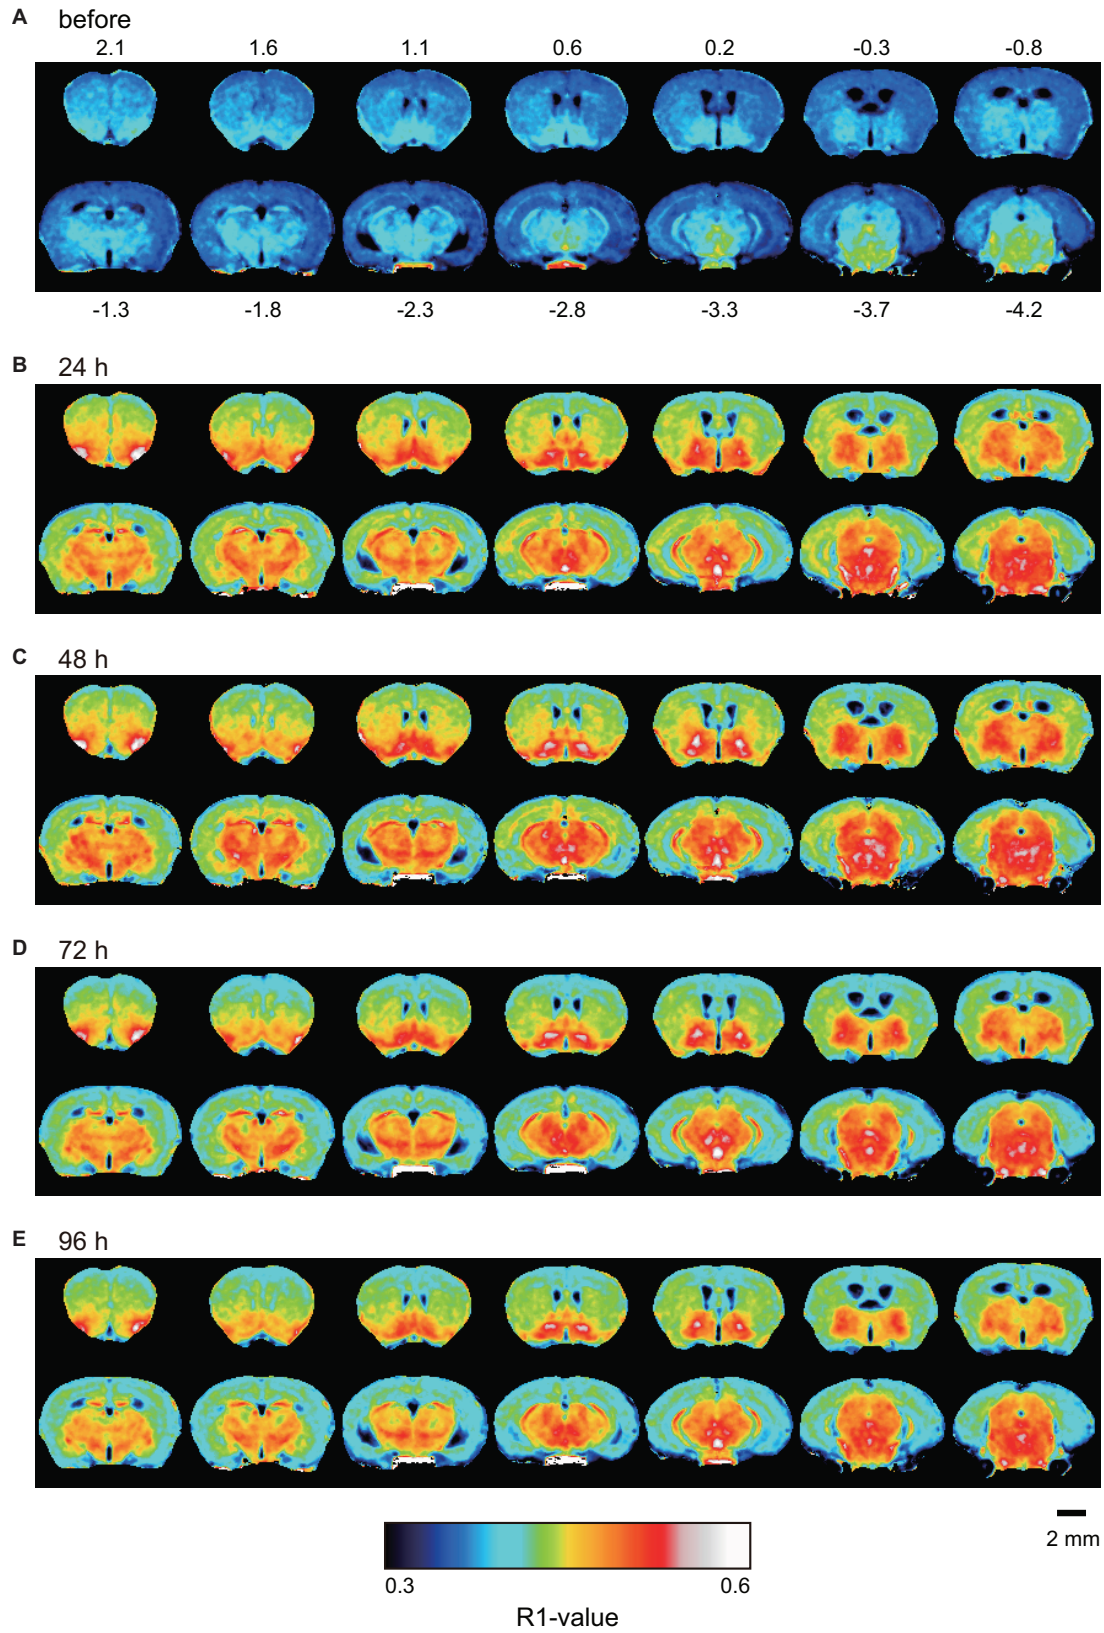 A before
2.1 1.6 1.1 0.6 0.2 -0.3 -0.8
-1.3 -1.8 -2.3 -2.8 -3.3 -3.7 -4.2
B 24 h
C 48 h
D 72 h
E 96 h
2 mm
0.3 0.6
R1-value